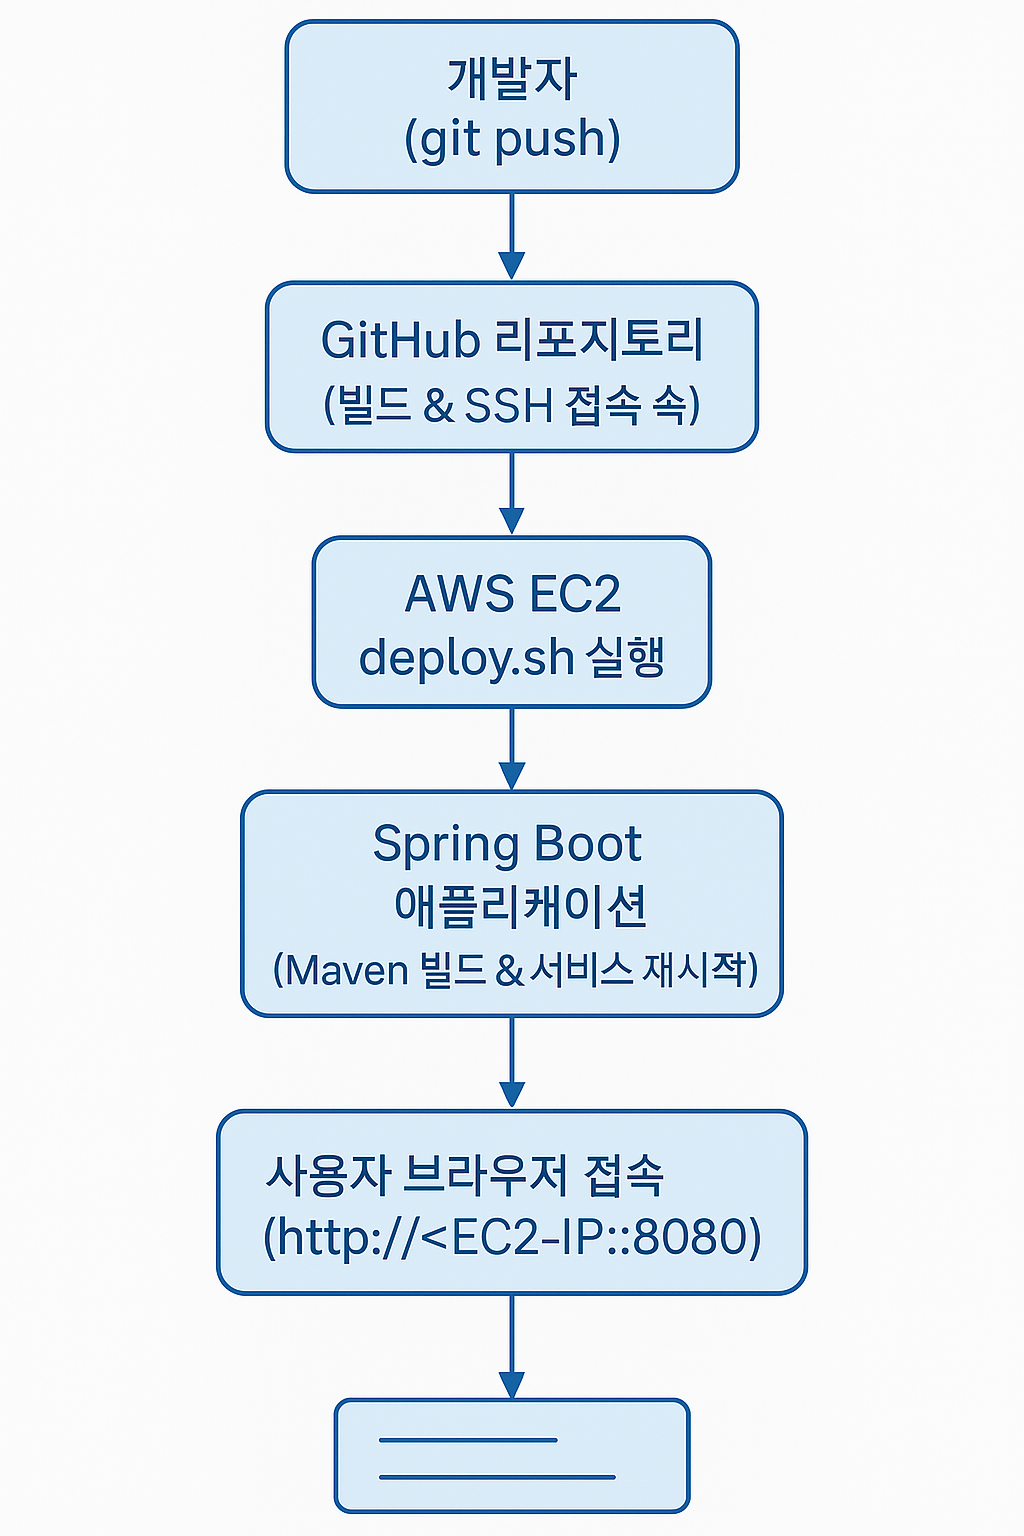 개발자
(git push)
GitHub 리포지토리
(빌드 & SSH 접속 속)
AWS EC2
deploy.sh 실행
Spring Boot
애플리케이션
(Maven 빌드 & 서비스 재시작)
사용자 브라우저 접속
(http://<EC2-IP::8080)